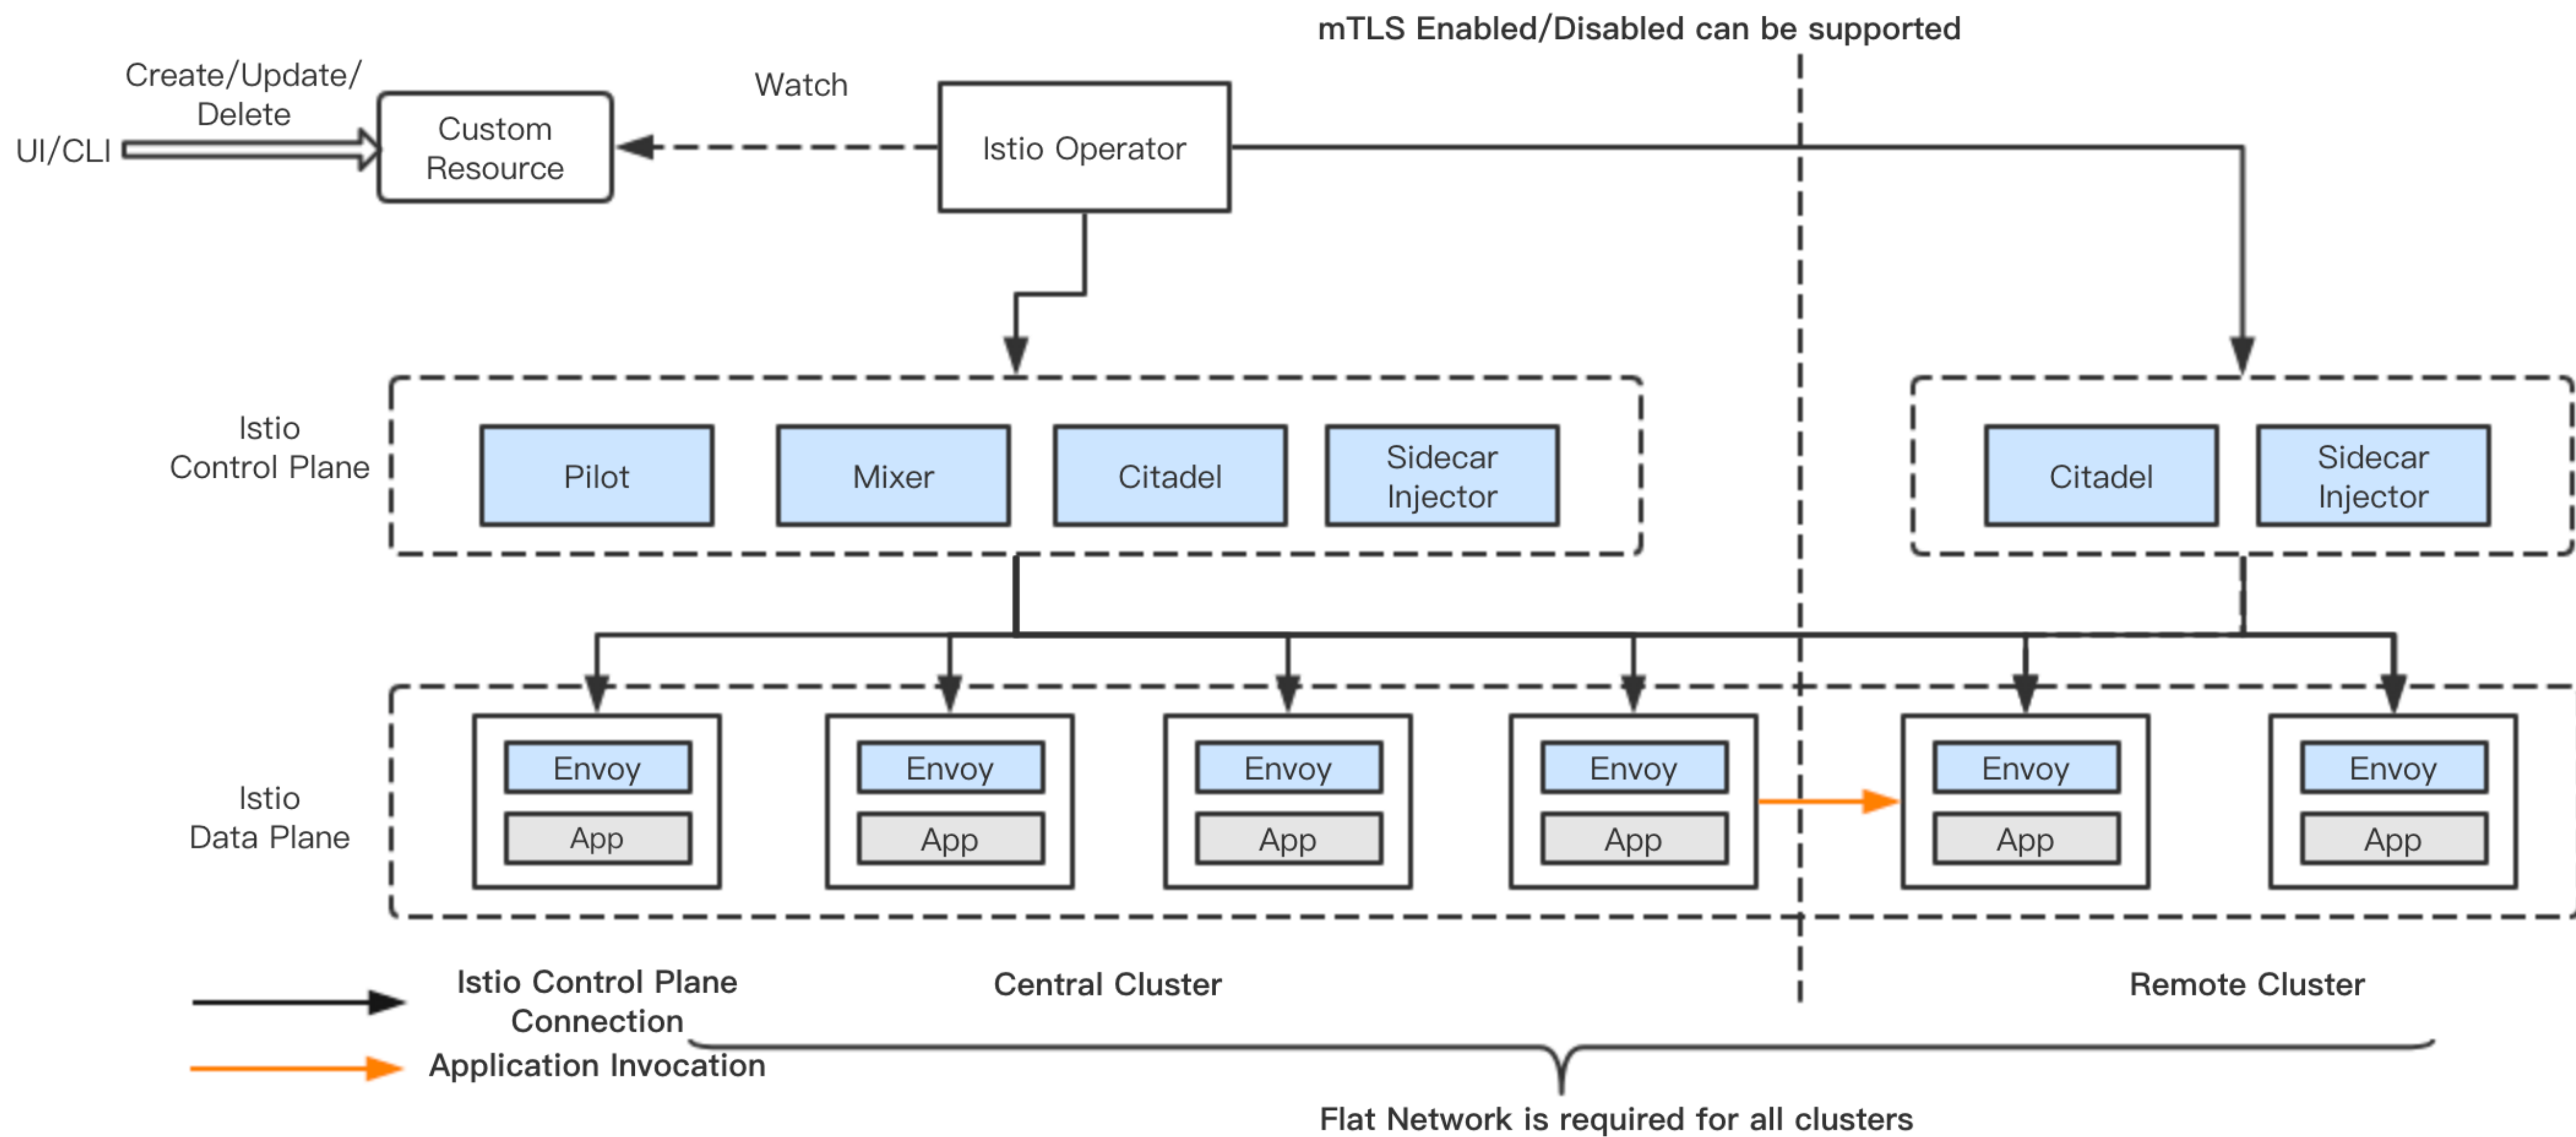 mTLS Enabled/Disabled can be supported
Create/Update/
Delete
UI/CLI
Custom
Resource
Watch
Istio Operator
Istio
Control Plane
Pilot
Mixer
Citadel
Sidecar
Injector
Citadel
Sidecar
Injector
Istio
Data Plane
Envoy
App
Envoy
App
Envoy
App
Envoy
App
Envoy
App
Envoy
App
Istio Control Plane
Connection
Application Invocation
Central Cluster
Remote Cluster
Flat Network is required for all clusters